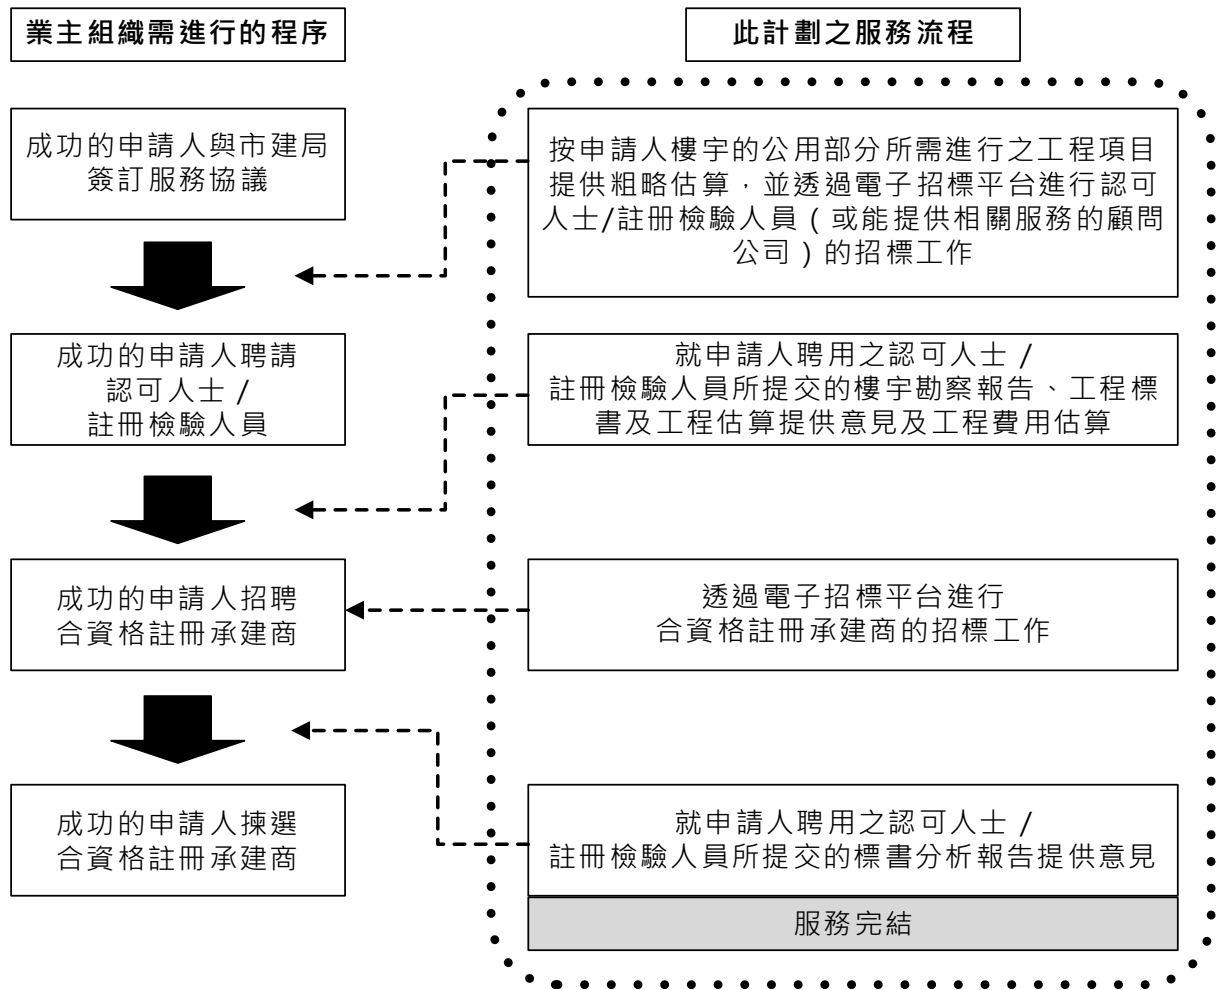 業主組織需進行的程序
此計劃之服務流程
成功的申請人與市建局
簽訂服務協議
按申請人樓宇的公用部分所需進行之工程項目
提供粗略估算，並透過電子招標平台進行認可
人士/註冊檢驗人員（或能提供相關服務的顧問
公司）的招標工作
成功的申請人聘請
認可人士 /
註冊檢驗人員
就申請人聘用之認可人士 /
註冊檢驗人員所提交的樓宇勘察報告、工程標
書及工程估算提供意見及工程費用估算
成功的申請人招聘
合資格註冊承建商
透過電子招標平台進行
合資格註冊承建商的招標工作
成功的申請人揀選
合資格註冊承建商
就申請人聘用之認可人士 /
註冊檢驗人員所提交的標書分析報告提供意見
服務完結